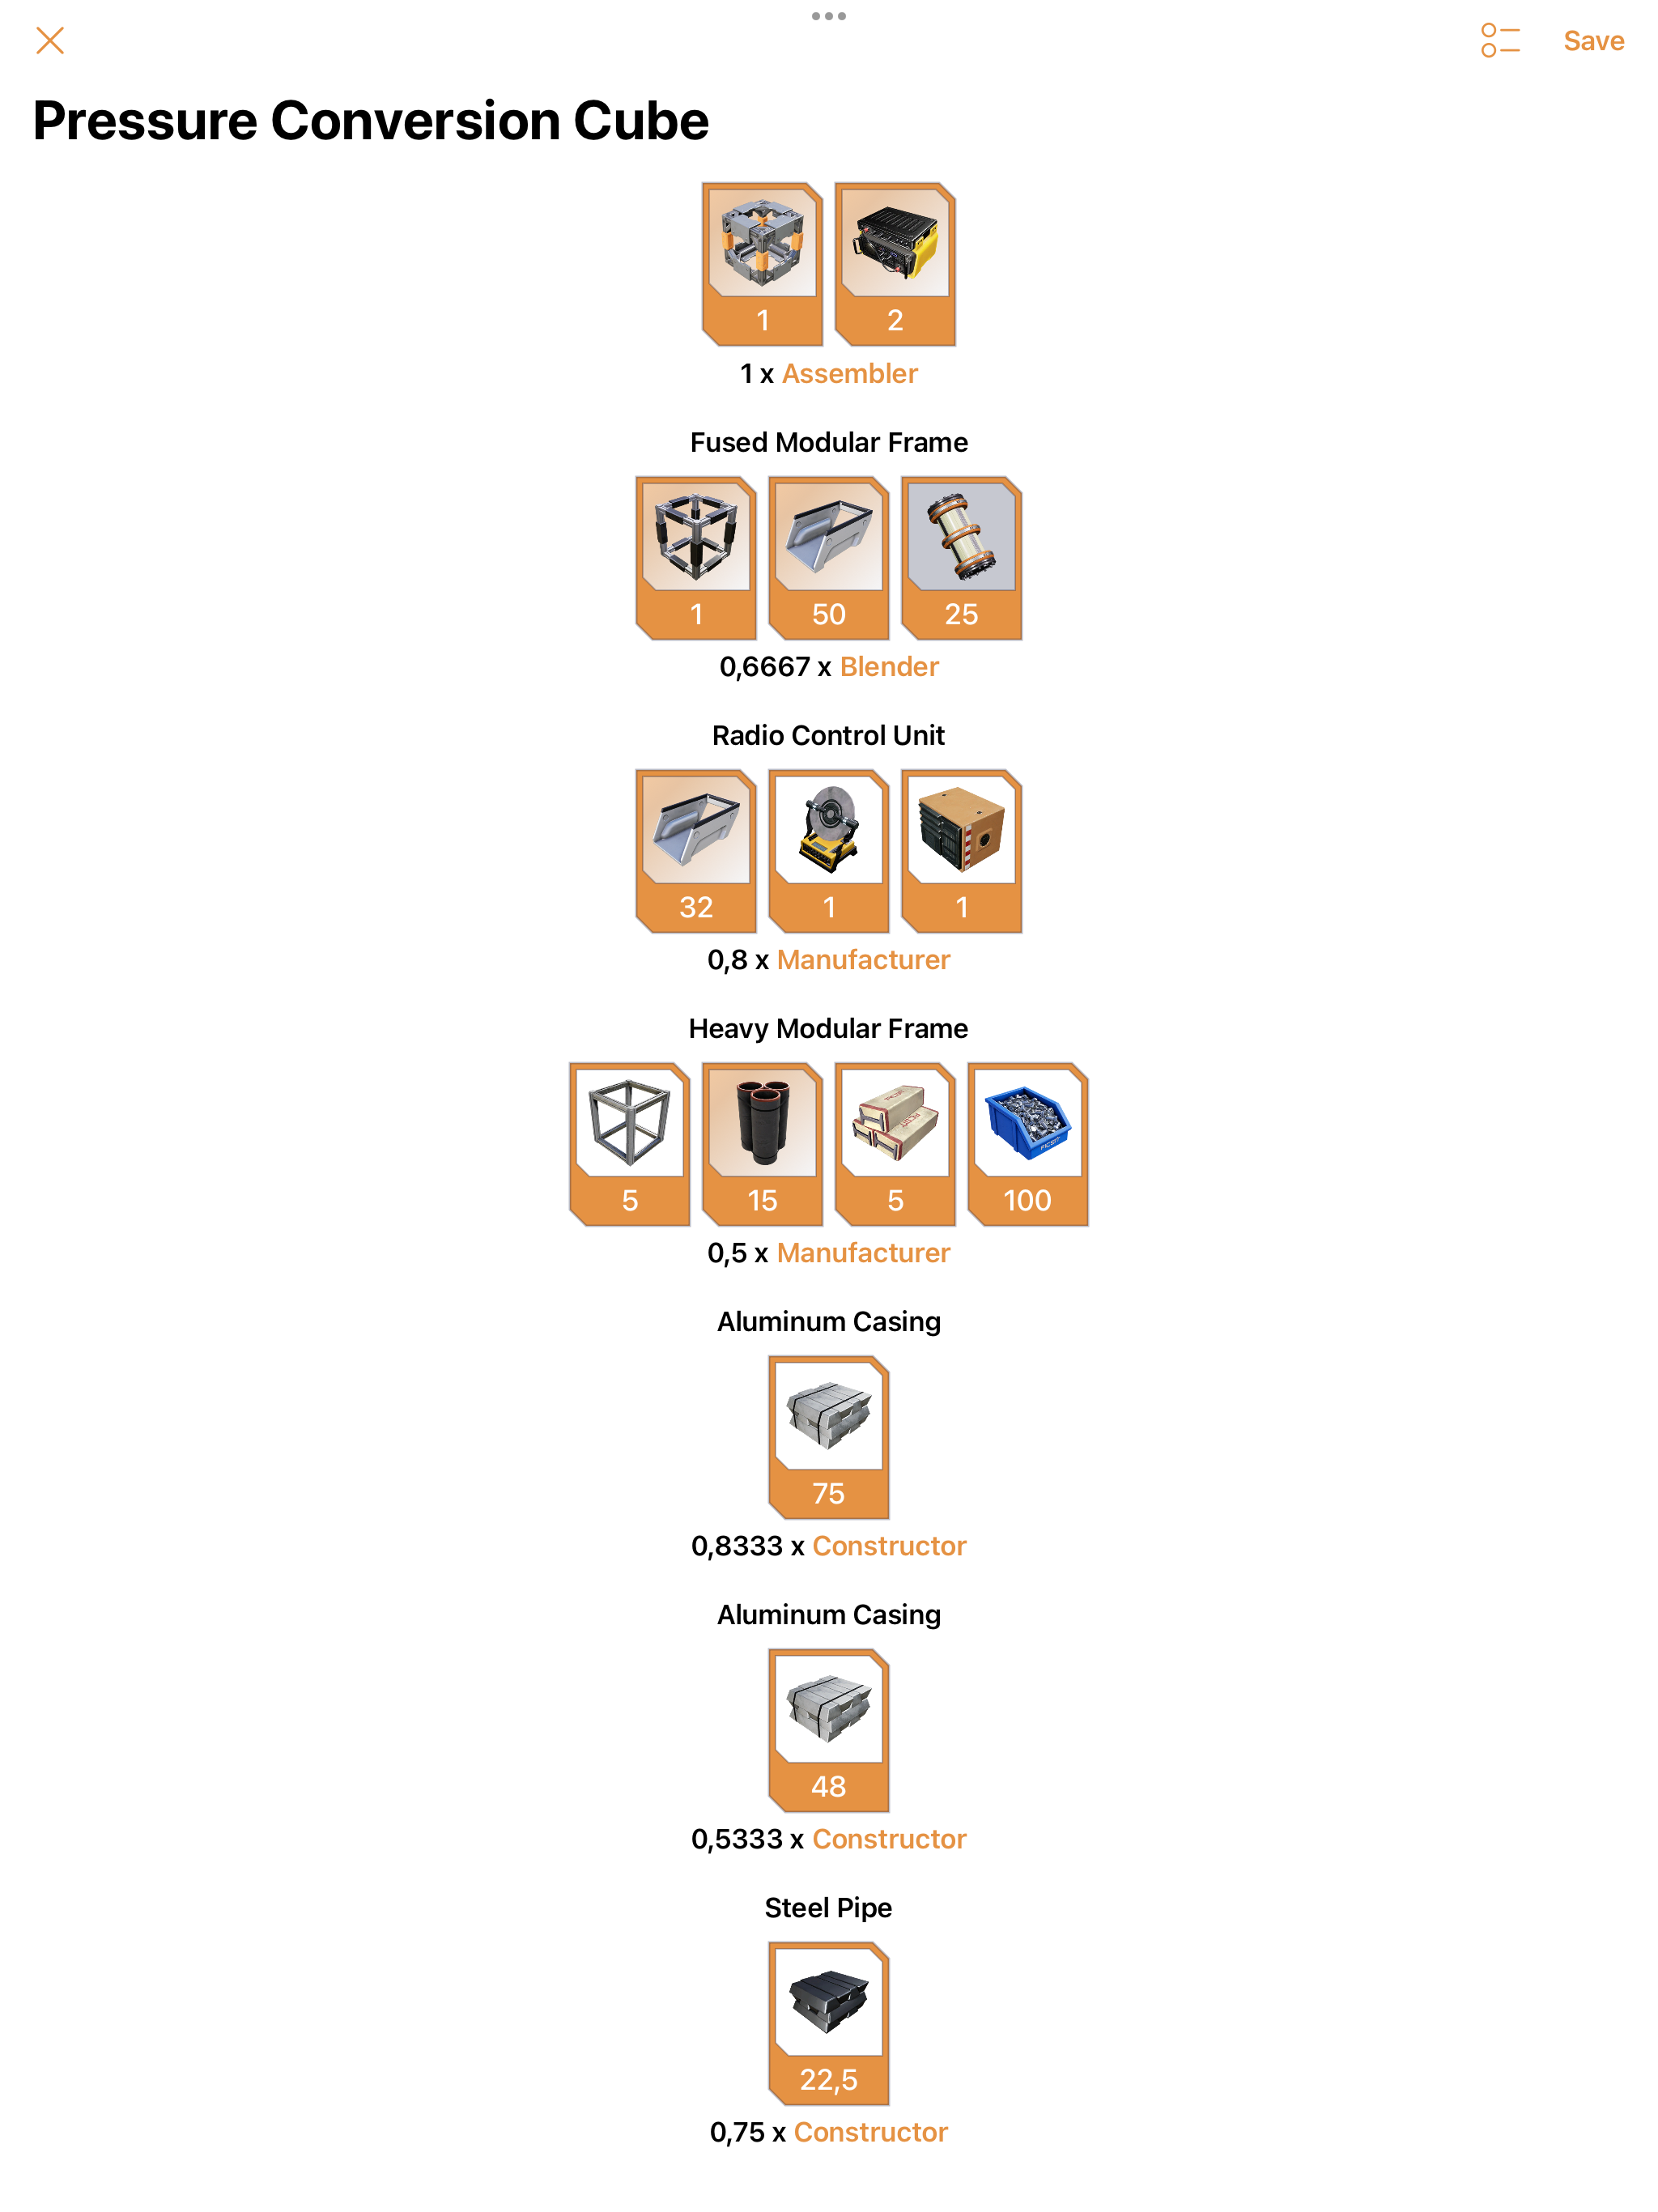 Save
Pressure Conversion Cube
1 2
1 x Assembler
Fused Modular Frame
1 50 25
0,6667 x Blender
Radio Control Unit
32 1 1
0,8 x Manufacturer
Heavy Modular Frame
5 15 5 100
0,5 x Manufacturer
Aluminum Casing
75
0,8333 x Constructor
Aluminum Casing
48
0,5333 x Constructor
Steel Pipe
22,5
0,75 x Constructor